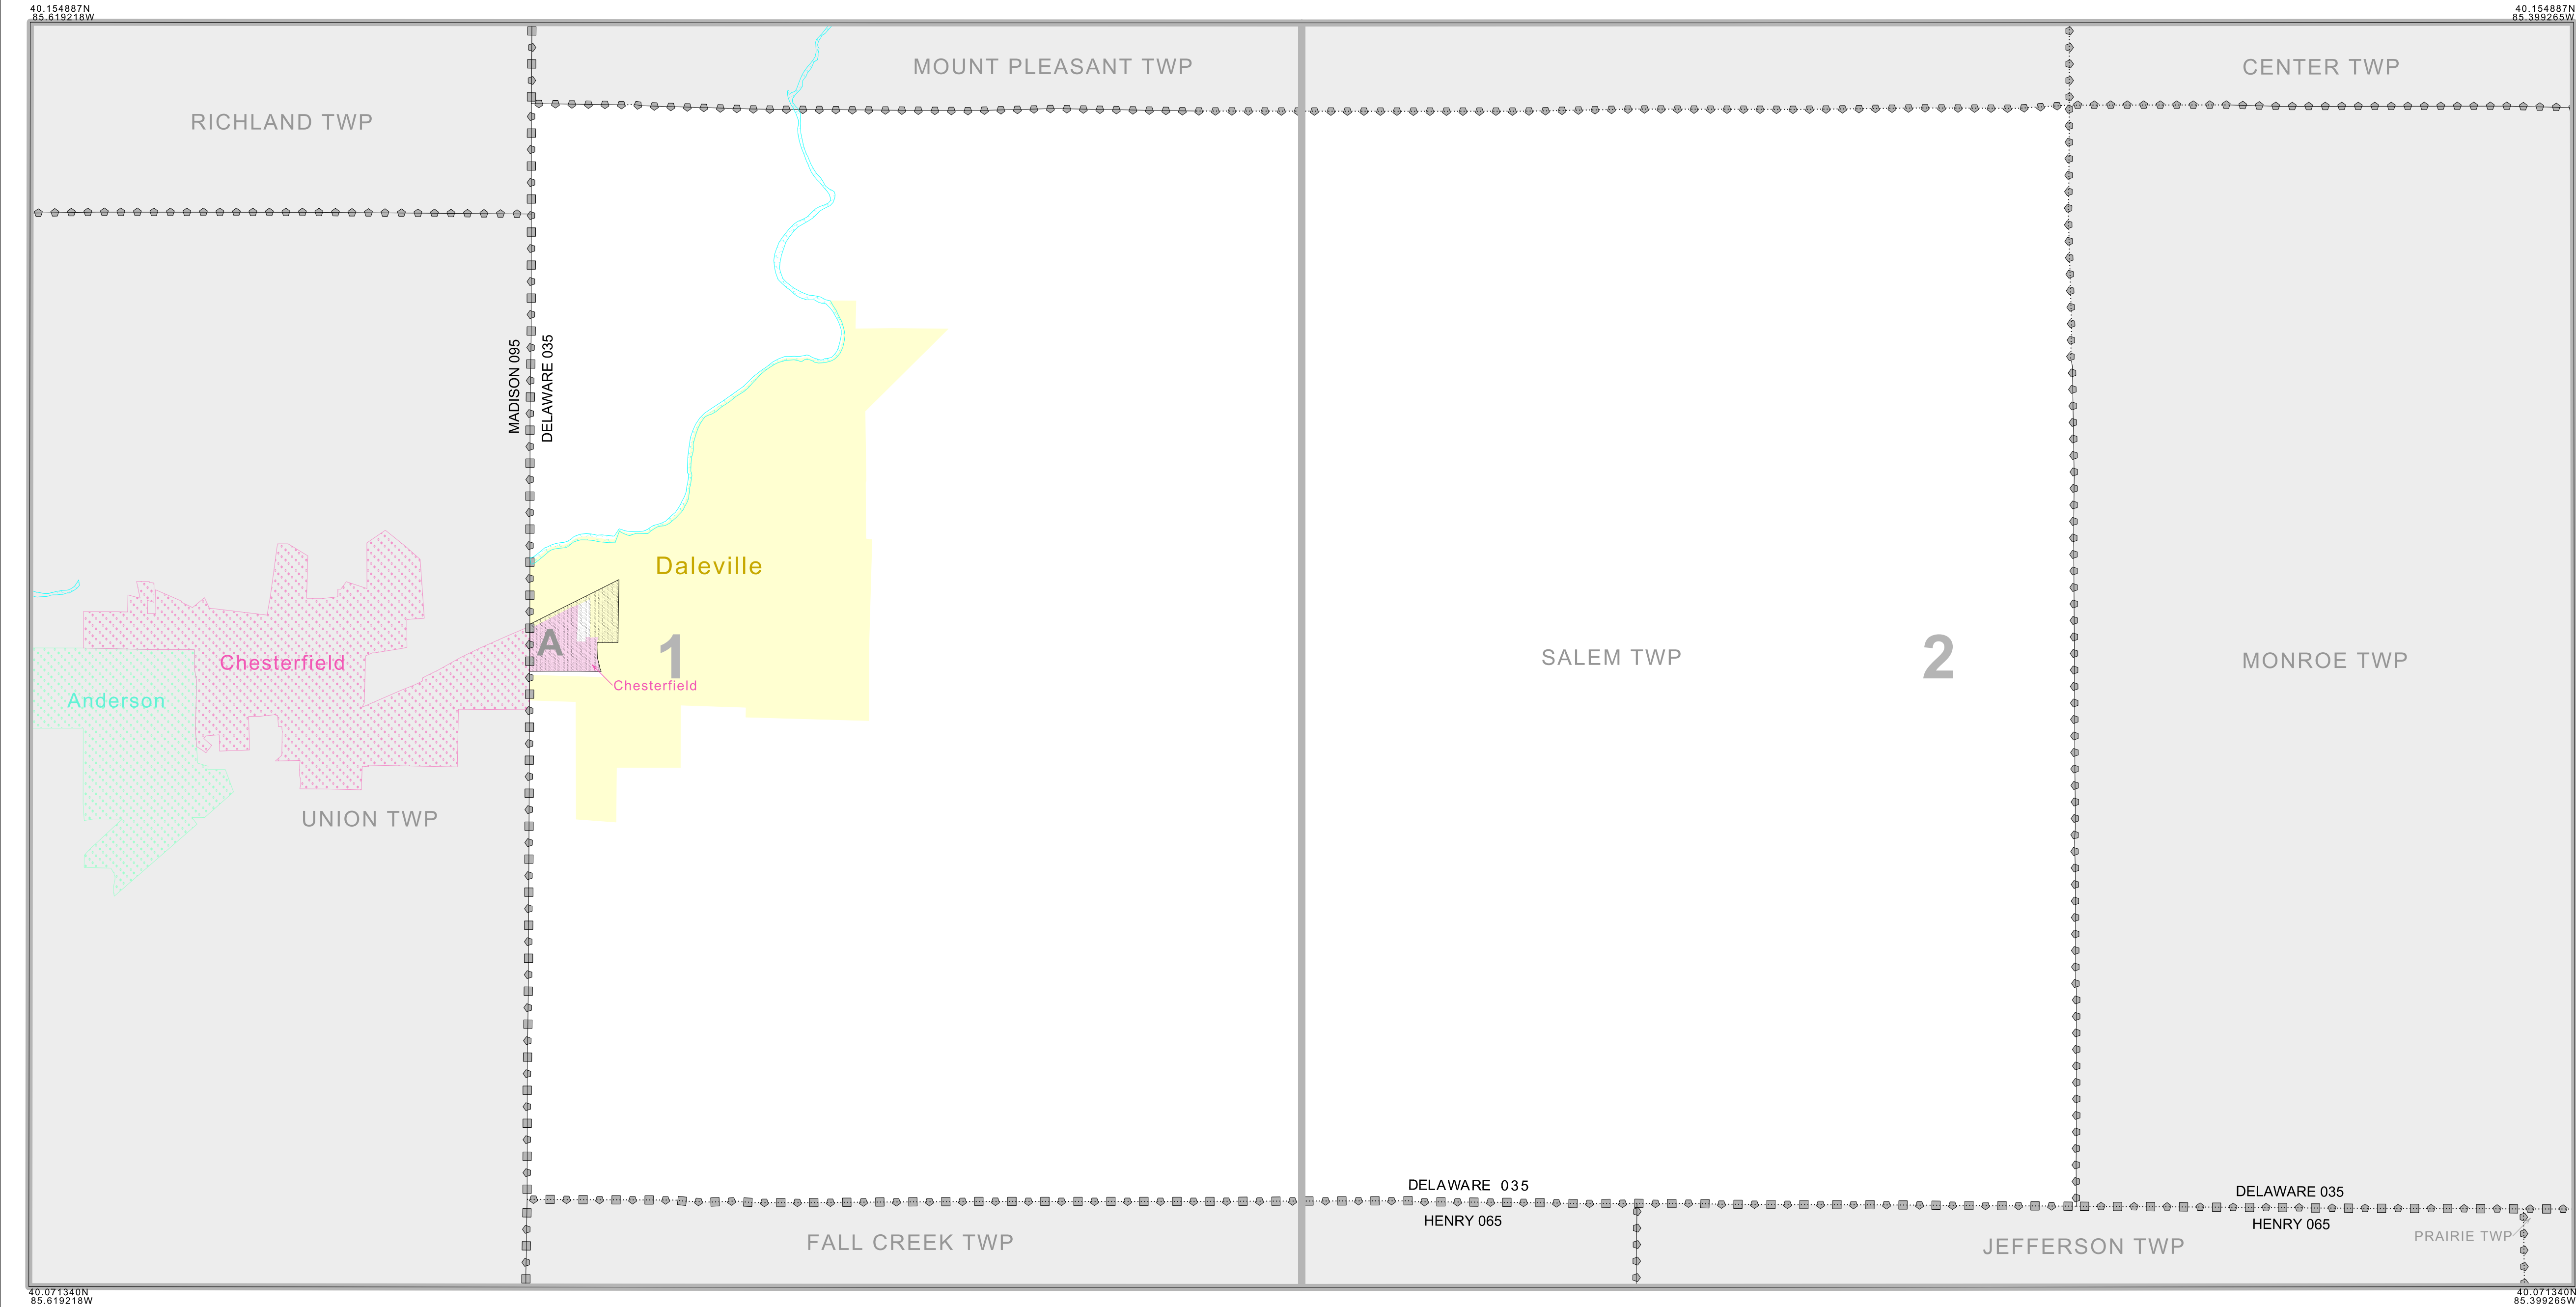 40.154887N
85.619218W
40.154887N
85.399265W
MOUNT PLEASANT TWP
CENTER TWP
RICHLAND TWP
MADISON 095
DELAWARE 035
Daleville
A
1
Chesterfield
Chesterfield
Anderson
SALEM TWP
2
MONROE TWP
UNION TWP
DELAWARE 035
HENRY 065
DELAWARE 035
HENRY 065
PRAIRIE TWP
FALL CREEK TWP
JEFFERSON TWP
40.071340N
85.619218W
40.071340N
85.399265W